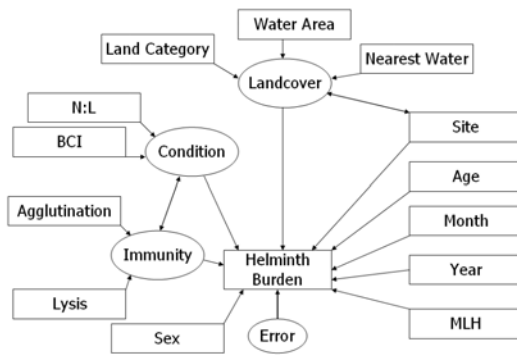 Water Area
Land Category
Nearest Water
Landcover
N:L
BCI
Condition
Site
Age
Agglutination
Month
Immunity
Helminth
Burden
Year
Lysis
Sex
Error
MLH